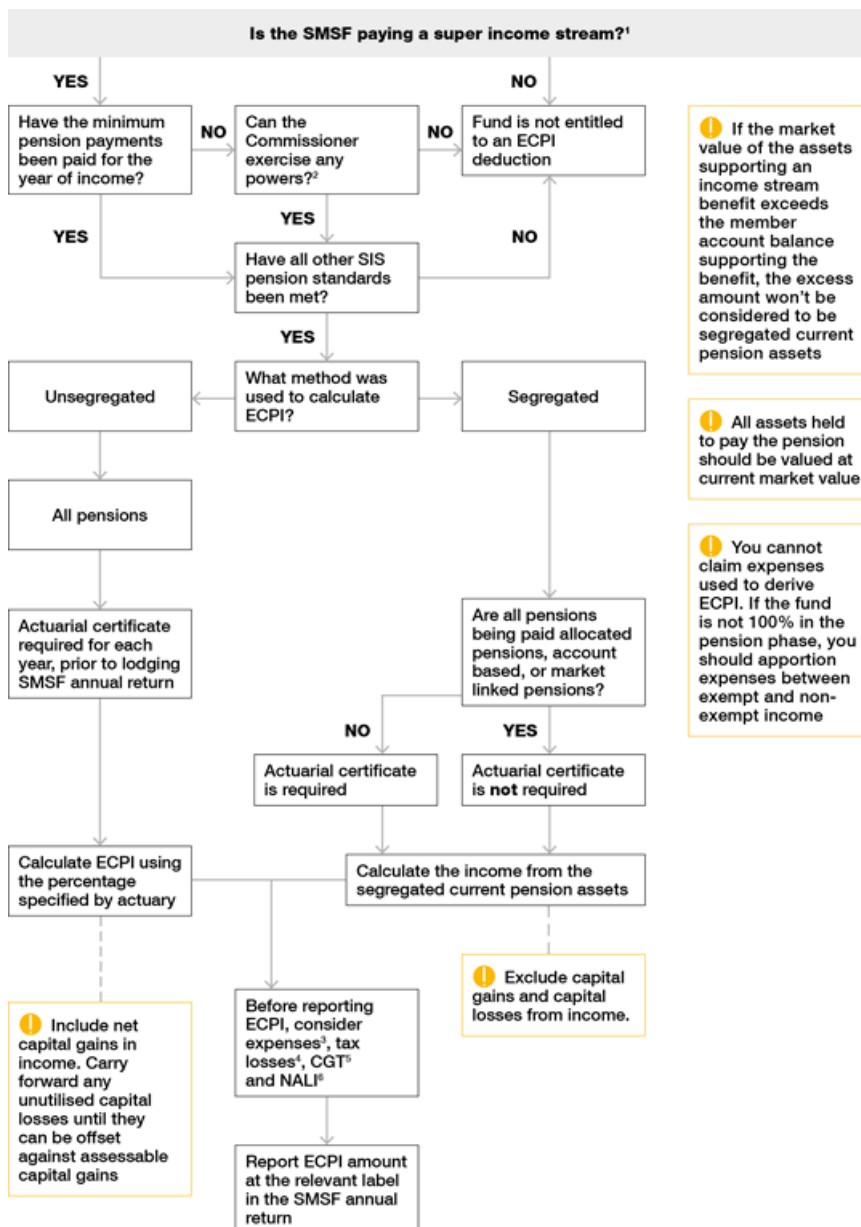 Is the SMSF paying a super income stream?¹
YES
NO
Have the minimum
pension payments
been paid for the
year of income?
NO
Can the
Commissioner
exercise any
powers?²
NO
Fund is not entitled
to an ECPI
deduction
YES
YES
NO
Have all other SIS
pension standards
been met?
YES
Unsegregated
What method was
used to calculate
ECPI?
Segregated
All pensions
Actuarial certificate
required for each
year, prior to lodging
SMSF annual return
Are all pensions
being paid allocated
pensions, account
based, or market
linked pensions?
NO
YES
Actuarial certificate
is required
Actuarial certificate
is not required
Calculate ECPI using
the percentage
specified by actuary
Calculate the income from the
segregated current pension assets
! Include net
capital gains in
income. Carry
forward any
unutilised capital
losses until they
can be offset
against assessable
capital gains
Before reporting
ECPI, consider
expenses³, tax
losses⁴, CGT⁵
and NALI⁶
! Exclude capital
gains and capital
losses from income.
Report ECPI amount
at the relevant label
in the SMSF annual
return
! If the market
value of the assets
supporting an
income stream
benefit exceeds
the member
account balance
supporting the
benefit, the excess
amount won't be
considered to be
segregated current
pension assets
! All assets held
to pay the pension
should be valued at
current market value
! You cannot
claim expenses
used to derive
ECPI. If the fund
is not 100% in the
pension phase, you
should apportion
expenses between
exempt and non-
exempt income